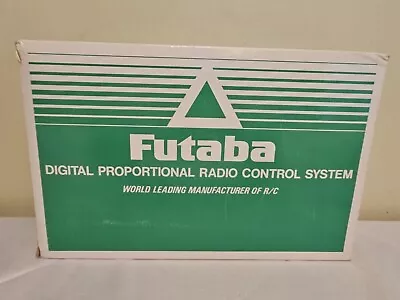 Futaba
DIGITAL PROPORTIONAL RADIO CONTROL SYSTEM
WORLD LEADING MANUFACTURER OF R/C